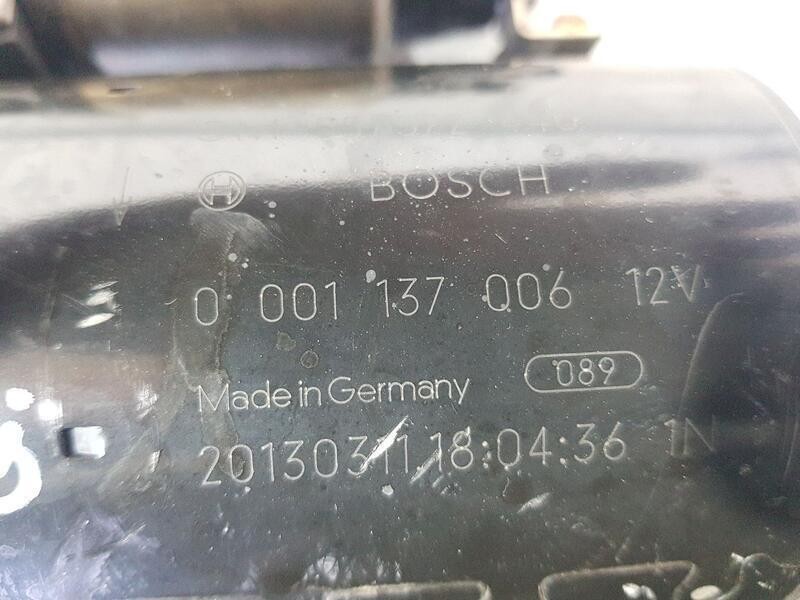 BOSCH
0 001 137 006 12V
Made in Germany 089
20130311.18:04:36 1N